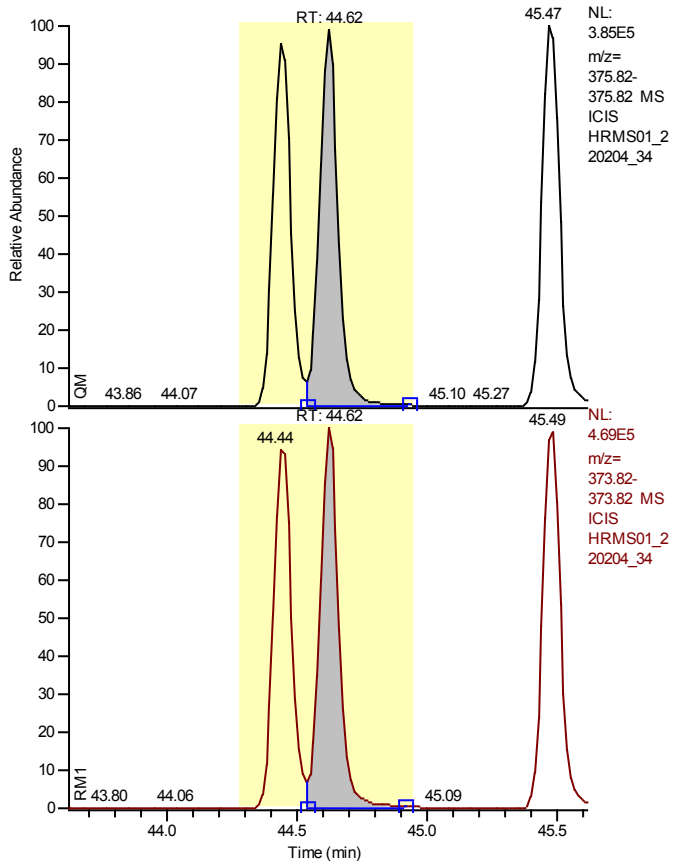 RT: 44.62
45.47
NL:
3.85E5
m/z=
375.82-
375.82 MS
ICIS
HRMS01_2
20204_34
100
90
80
70
60
50
40
30
20
10
0
Relative Abundance
QM
43.86
44.07
45.10
45.27
RT: 44.62
44.44
45.49
NL:
4.69E5
m/z=
373.82-
373.82 MS
ICIS
HRMS01_2
20204_34
100
90
80
70
60
50
40
30
20
10
0
RM1
43.80
44.06
45.09
44.0
44.5
45.0
45.5
Time (min)